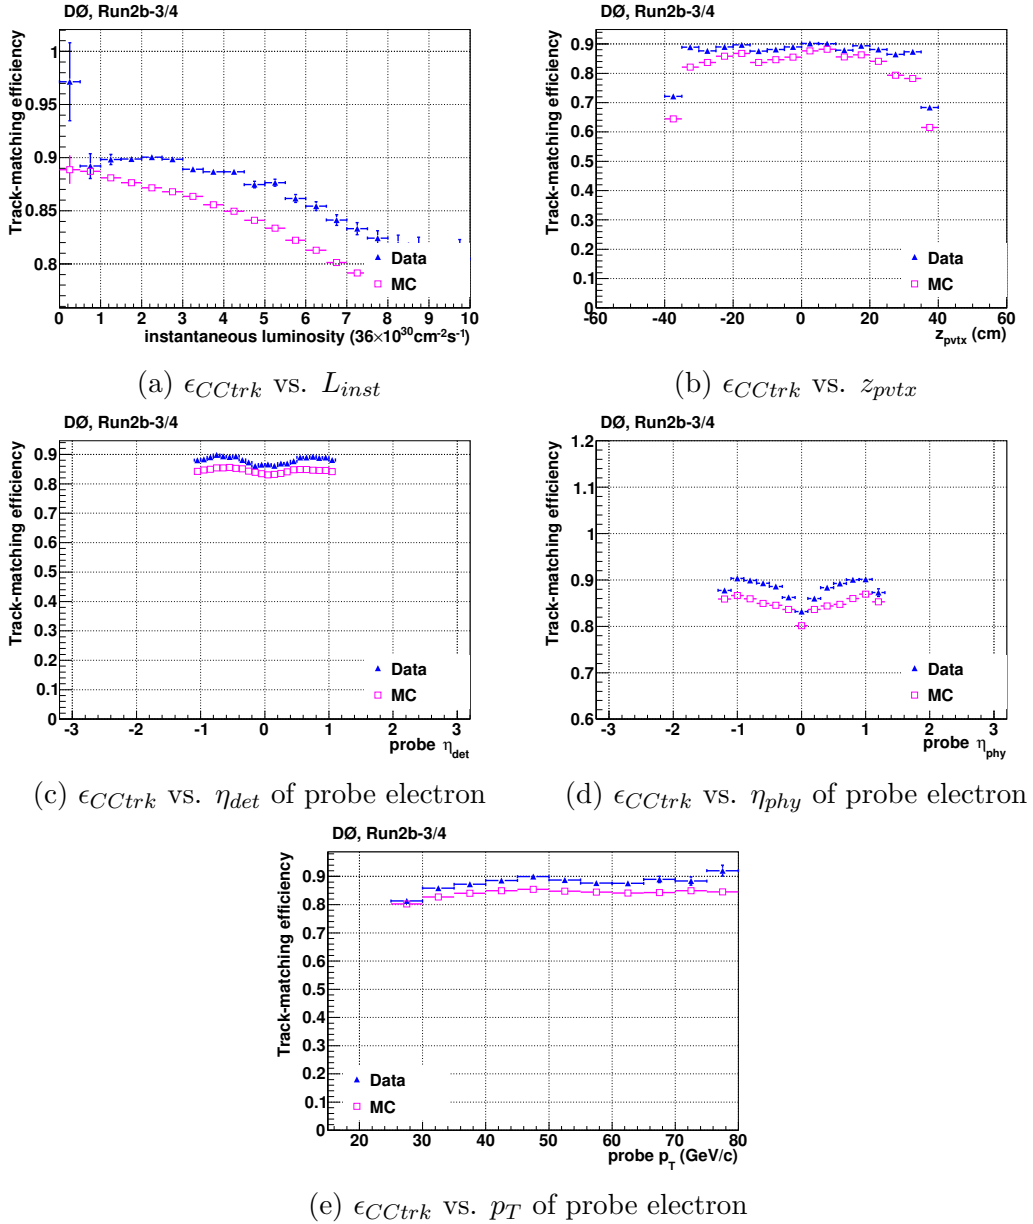 DØ, Run2b-3/4
Track-matching efficiency
1
0.95
0.9
0.85
0.8
0 1 2 3 4 5 6 7 8 9 10
Data
MC
instantaneous luminosity (36×10³⁰cm⁻²s⁻¹)
(a) ϵ_CCtrk vs. L_inst
DØ, Run2b-3/4
Track-matching efficiency
0.9
0.8
0.7
0.6
0.5
0.4
0.3
0.2
0.1
0
-60 -40 -20 0 20 40 60
Data
MC
z_pvtx (cm)
(b) ϵ_CCtrk vs. z_pvtx
DØ, Run2b-3/4
Track-matching efficiency
0.9
0.8
0.7
0.6
0.5
0.4
0.3
0.2
0.1
0
-3 -2 -1 0 1 2 3
Data
MC
probe η_det
(c) ϵ_CCtrk vs. η_det of probe electron
DØ, Run2b-3/4
Track-matching efficiency
1.2
1.1
1
0.9
0.8
0.7
0.6
-3 -2 -1 0 1 2 3
Data
MC
probe η_phy
(d) ϵ_CCtrk vs. η_phy of probe electron
DØ, Run2b-3/4
Track-matching efficiency
0.9
0.8
0.7
0.6
0.5
0.4
0.3
0.2
0.1
0
20 30 40 50 60 70 80
Data
MC
probe p_T (GeV/c)
(e) ϵ_CCtrk vs. p_T of probe electron